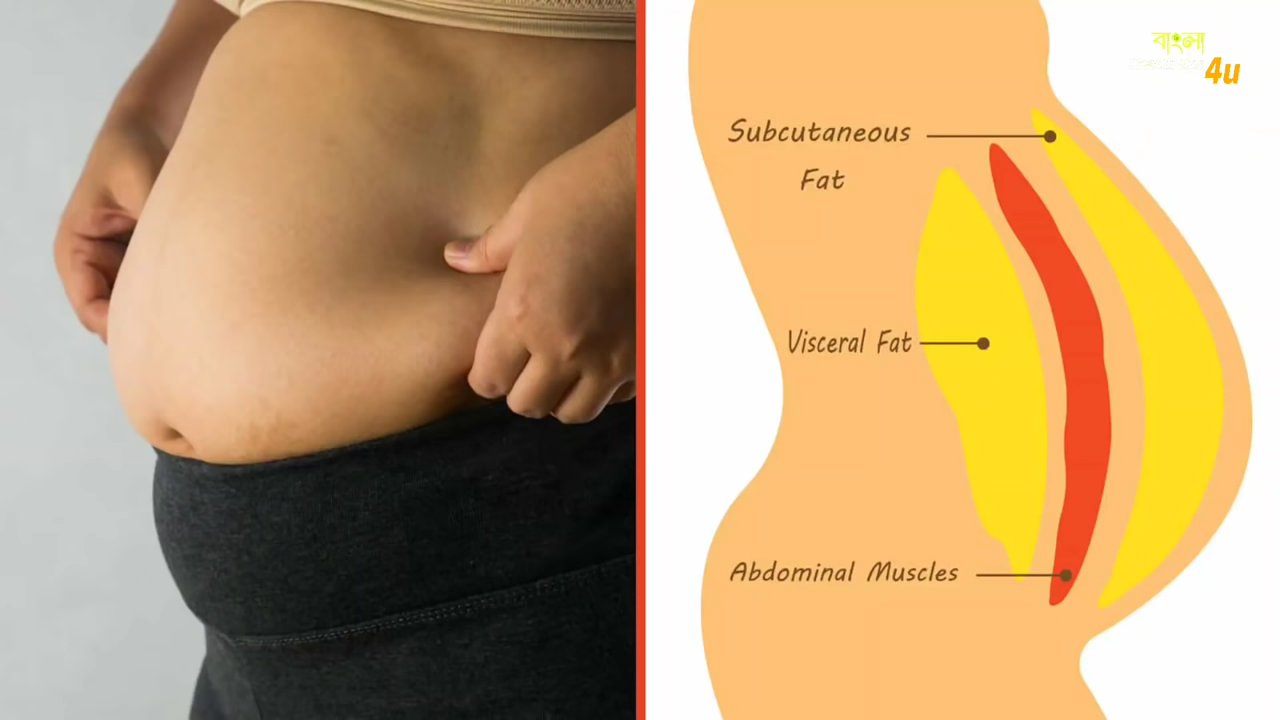 বাংলা
4u
Subcutaneous
Fat
Visceral Fat
Abdominal Muscles